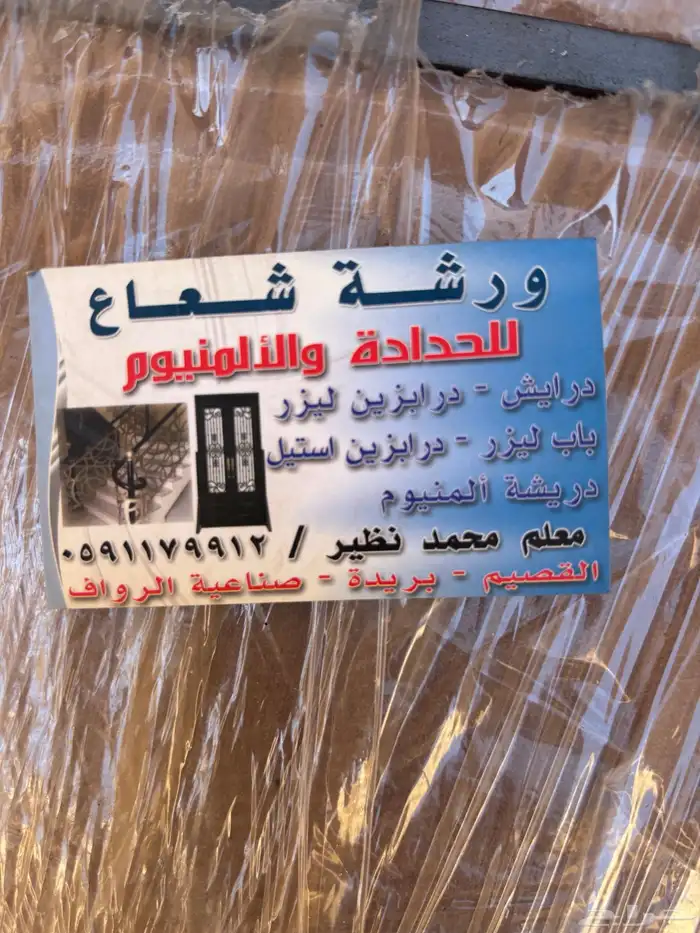 ورشة شعاع
للحدادة والألمنيوم
درايش - درابزين ليزر
باب ليزر - درابزين استيل
دريشة ألمنيوم
معلم محمد نظير / ٠٥٩١١٧٩٩١٢
القصيم - بريدة - صناعية الرواف
حراج